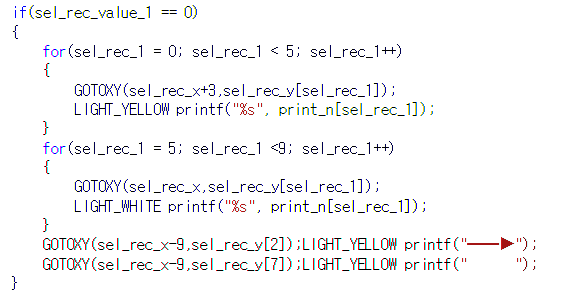 if(sel_rec_value_1 == 0)
{
for(sel_rec_1 = 0; sel_rec_1 < 5; sel_rec_1++)
{
GOTOXY(sel_rec_x+3,sel_rec_y[sel_rec_1]);
LIGHT_YELLOW printf("%s", print_n[sel_rec_1]);
}
for(sel_rec_1 = 5; sel_rec_1 <9; sel_rec_1++)
{
GOTOXY(sel_rec_x,sel_rec_y[sel_rec_1]);
LIGHT_WHITE printf("%s", print_n[sel_rec_1]);
}
GOTOXY(sel_rec_x-9,sel_rec_y[2]);LIGHT_YELLOW printf("───▶");
GOTOXY(sel_rec_x-9,sel_rec_y[7]);LIGHT_YELLOW printf("      ");
}